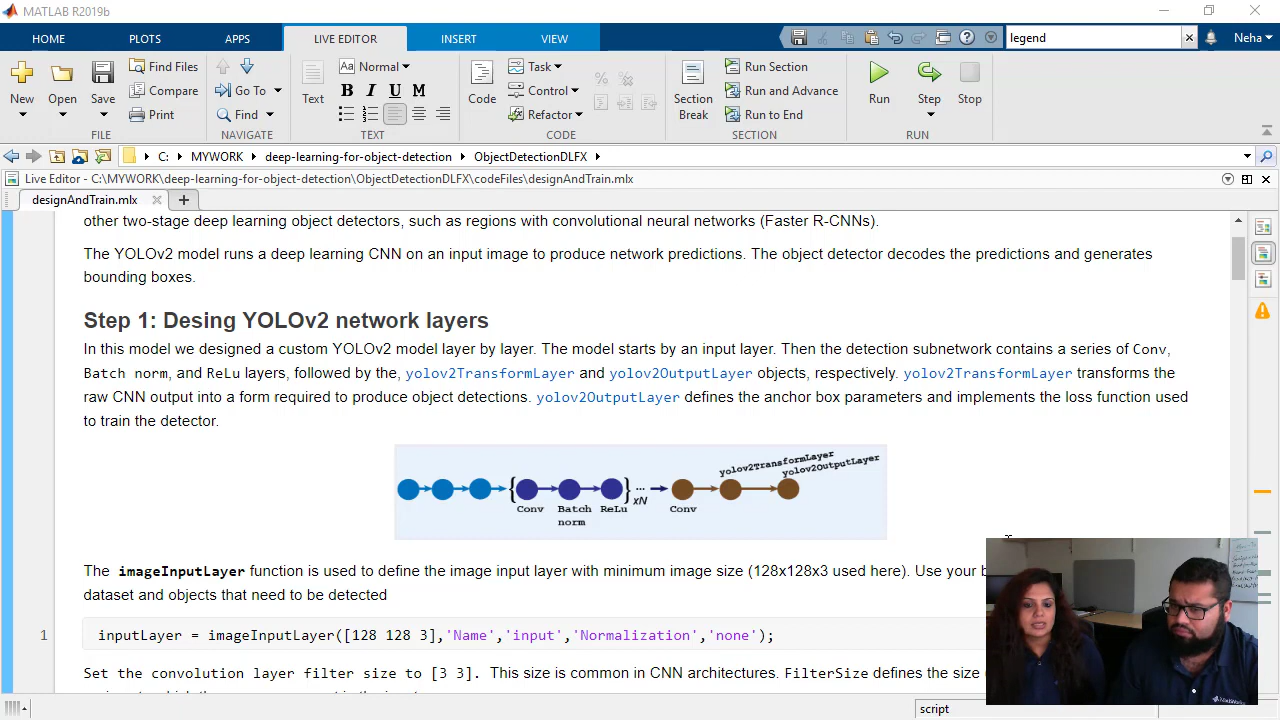 MATLAB R2019b
HOME PLOTS APPS LIVE EDITOR INSERT VIEW legend Neha
New Open Save Find Files Compare Print FILE
Go To Find NAVIGATE
Text Normal B I U M TEXT
Code Task Control Refactor CODE
Section Break Run Section Run and Advance Run to End SECTION
Run Step Stop RUN
C: MYWORK deep-learning-for-object-detection ObjectDetectionDLFX
Live Editor - C:\MYWORK\deep-learning-for-object-detection\ObjectDetectionDLFX\codeFiles\designAndTrain.mlx
designAndTrain.mlx
other two-stage deep learning object detectors, such as regions with convolutional neural networks (Faster R-CNNs).
The YOLOv2 model runs a deep learning CNN on an input image to produce network predictions. The object detector decodes the predictions and generates
bounding boxes.
Step 1: Desing YOLOv2 network layers
In this model we designed a custom YOLOv2 model layer by layer. The model starts by an input layer. Then the detection subnetwork contains a series of Conv,
Batch norm, and ReLu layers, followed by the, yolov2TransformLayer and yolov2OutputLayer objects, respectively. yolov2TransformLayer transforms the
raw CNN output into a form required to produce object detections. yolov2OutputLayer defines the anchor box parameters and implements the loss function used
to train the detector.
yolov2TransformLayer
yolov2OutputLayer
{ } ... xN
Conv Batch norm ReLu Conv
The imageInputLayer function is used to define the image input layer with minimum image size (128x128x3 used here). Use your b
dataset and objects that need to be detected
1 inputLayer = imageInputLayer([128 128 3],'Name','input','Normalization','none');
Set the convolution layer filter size to [3 3]. This size is common in CNN architectures. FilterSize defines the size
script
MathWorks